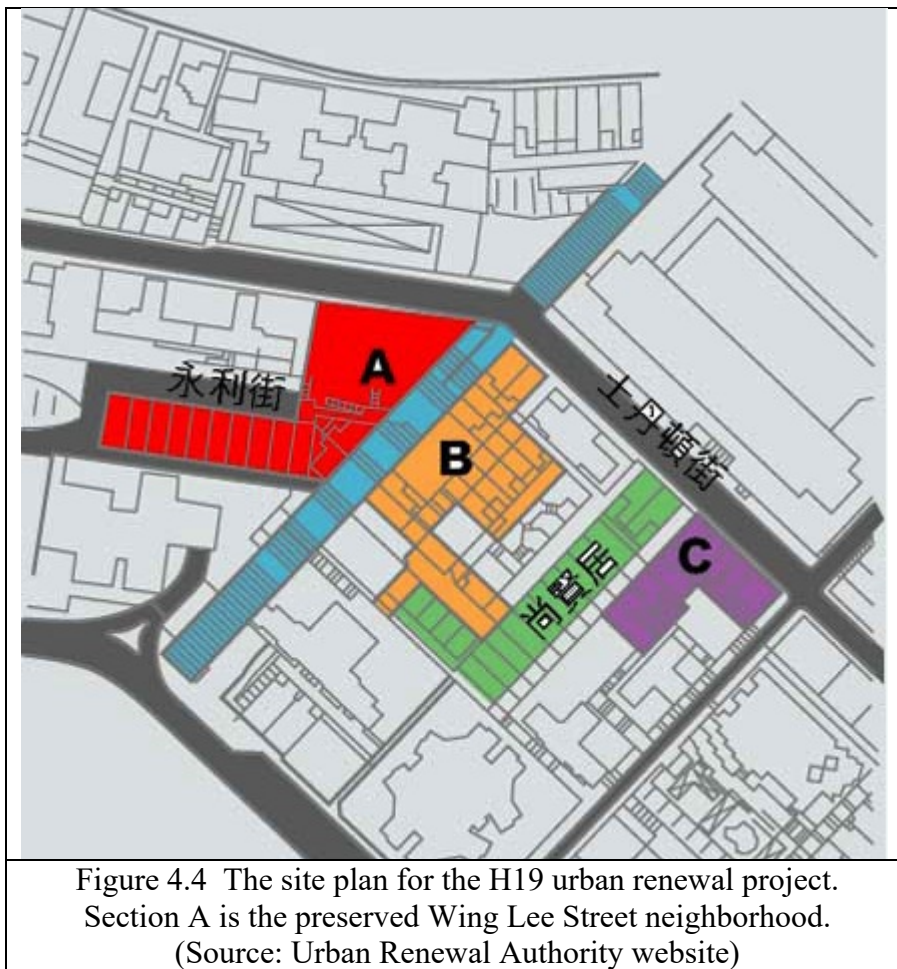 A
永利街
B
士丹頓街
尚賢居
C
Figure 4.4 The site plan for the H19 urban renewal project.
Section A is the preserved Wing Lee Street neighborhood.
(Source: Urban Renewal Authority website)